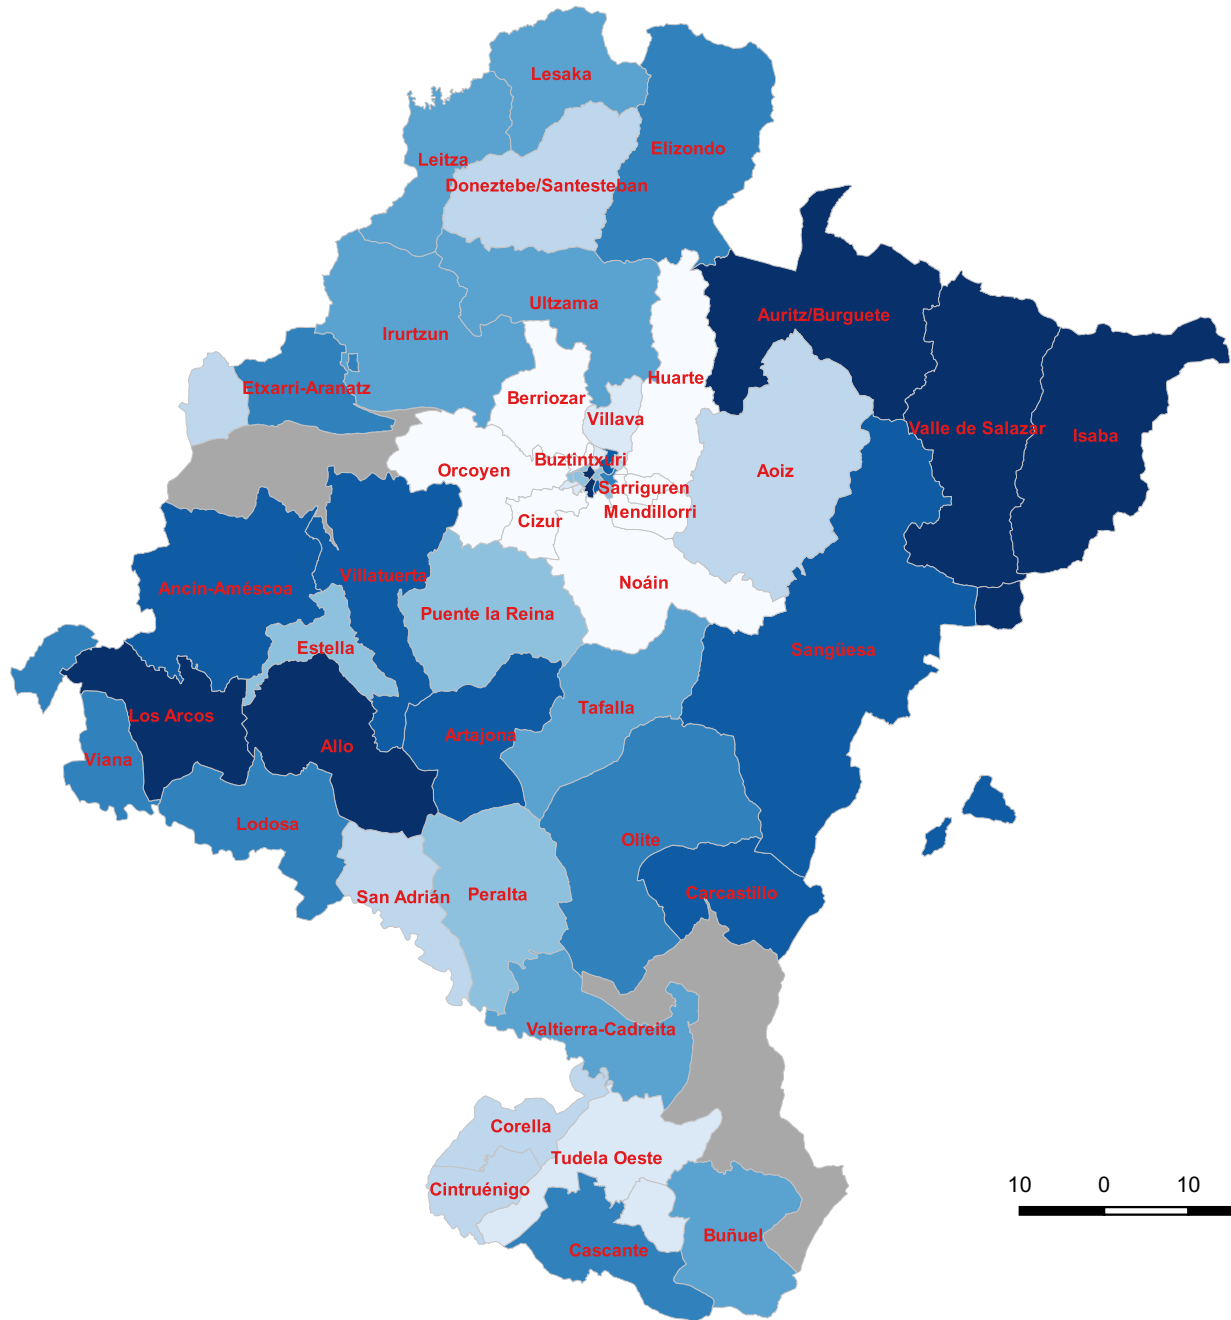 Lesaka
Elizondo
Leitza
Doneztebe/Santesteban
Ultzama
Auritz/Burguete
Irurtzun
Huarte
Etxarri-Aranatz
Berriozar
Villava
Valle de Salazar
Isaba
Buztintxuri
Orcoyen
Aoiz
Sarriguren
Mendillorri
Cizur
Villatuerta
Noáin
Ancín-Améscoa
Puente la Reina
Estella
Sangüesa
Tafalla
Los Arcos
Artajona
Allo
Viana
Lodosa
Olite
San Adrián
Peralta
Carcastillo
Valtierra-Cadreita
Corella
Tudela Oeste
Cintruénigo
10 0 10
Buñuel
Cascante